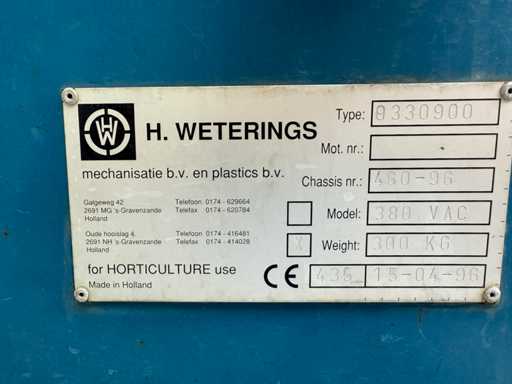 HW
H. WETERINGS
mechanisatie b.v. en plastics b.v.
Type: 9330900
Mot. nr.:
Chassis nr.: 460-96
Galgeweg 42 Telefoon 0174 - 629664
2691 MG 's-Gravenzande Telefax 0174 - 620784
Holland
Model: 380 VAC
Oude hooislag 4 Telefoon 0174 - 416481
2691 NH 's-Gravenzande Telefax 0174 - 414028
Holland
X Weight: 300 KG
for HORTICULTURE use CE 435 15-04-96
Made in Holland